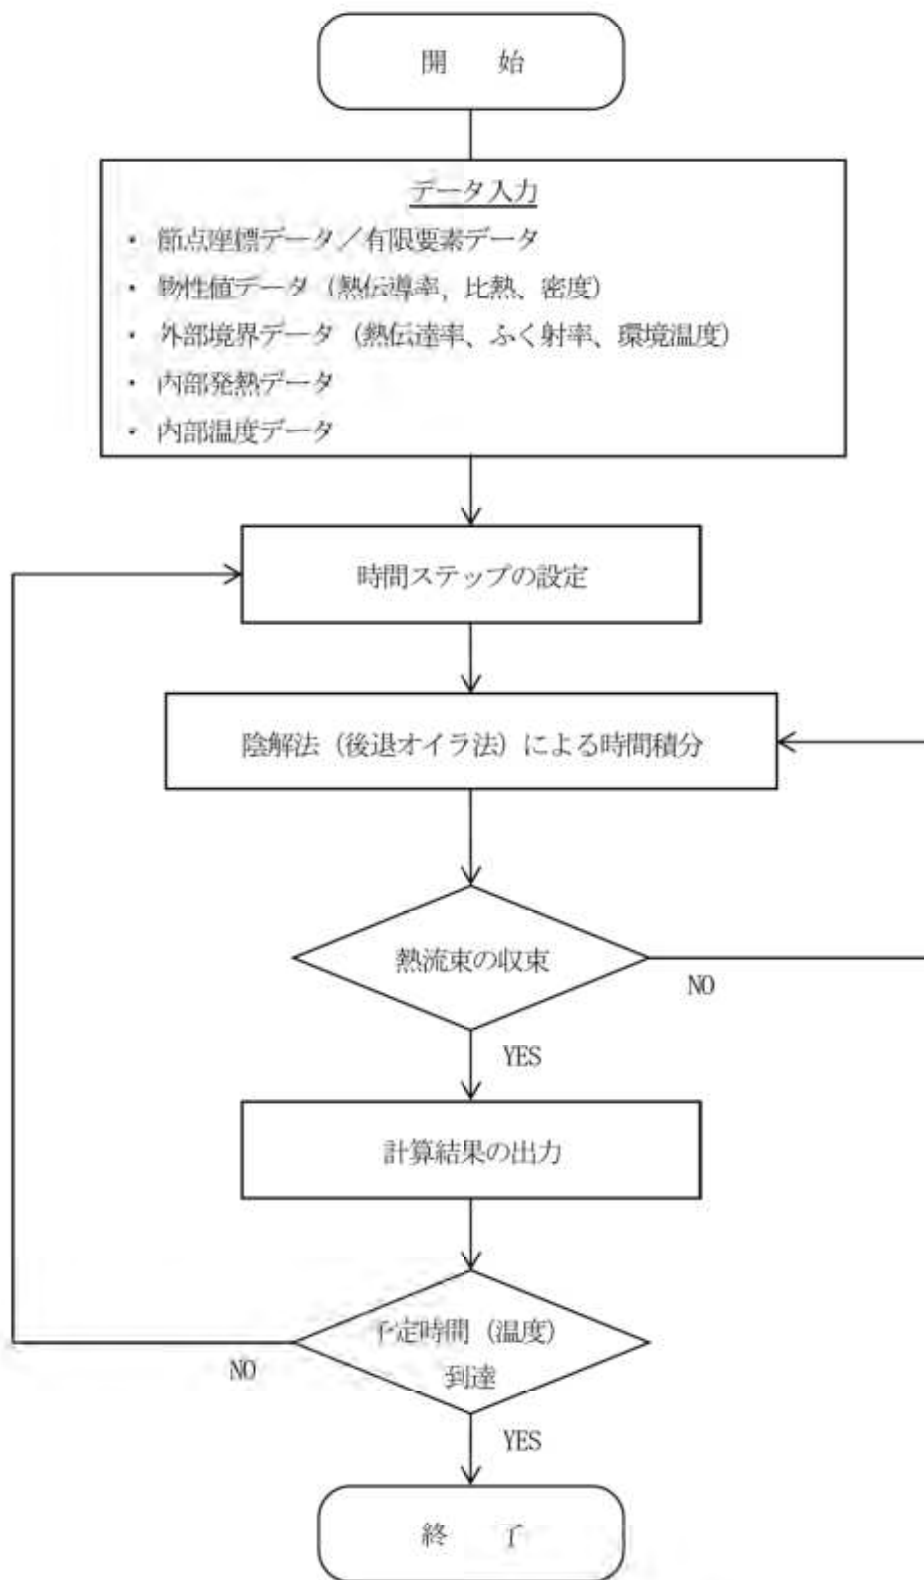 開　始
データ入力
・ 節点座標データ／有限要素データ
・ 物性値データ（熱伝導率, 比熱、密度）
・ 外部境界データ（熱伝達率、ふく射率、環境温度）
・ 内部発熱データ
・ 内部温度データ
時間ステップの設定
陰解法（後退オイラ法）による時間積分
熱流束の収束
NO
YES
計算結果の出力
予定時間（温度）
到達
NO
YES
終　了